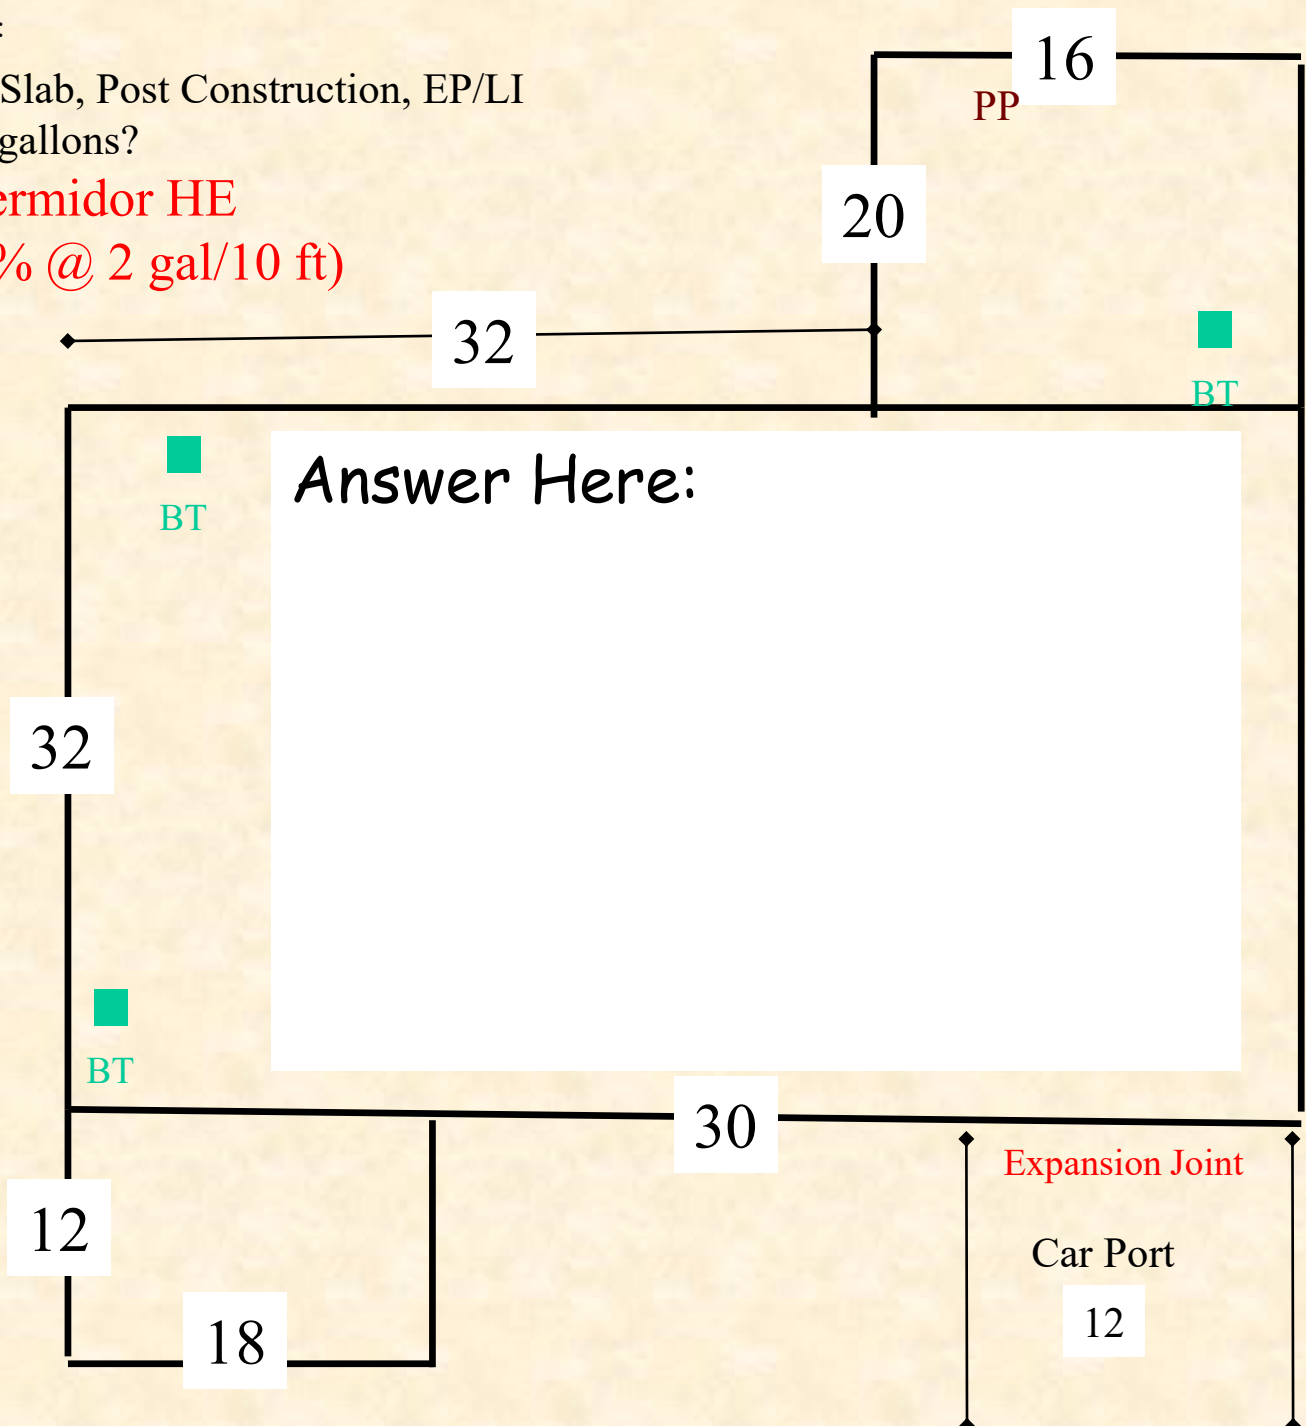 :
Slab, Post Construction, EP/LI
gallons?
ermidor HE
% @ 2 gal/10 ft)
16
PP
20
32
BT
Answer Here:
BT
32
BT
30
Expansion Joint
12
Car Port
12
18